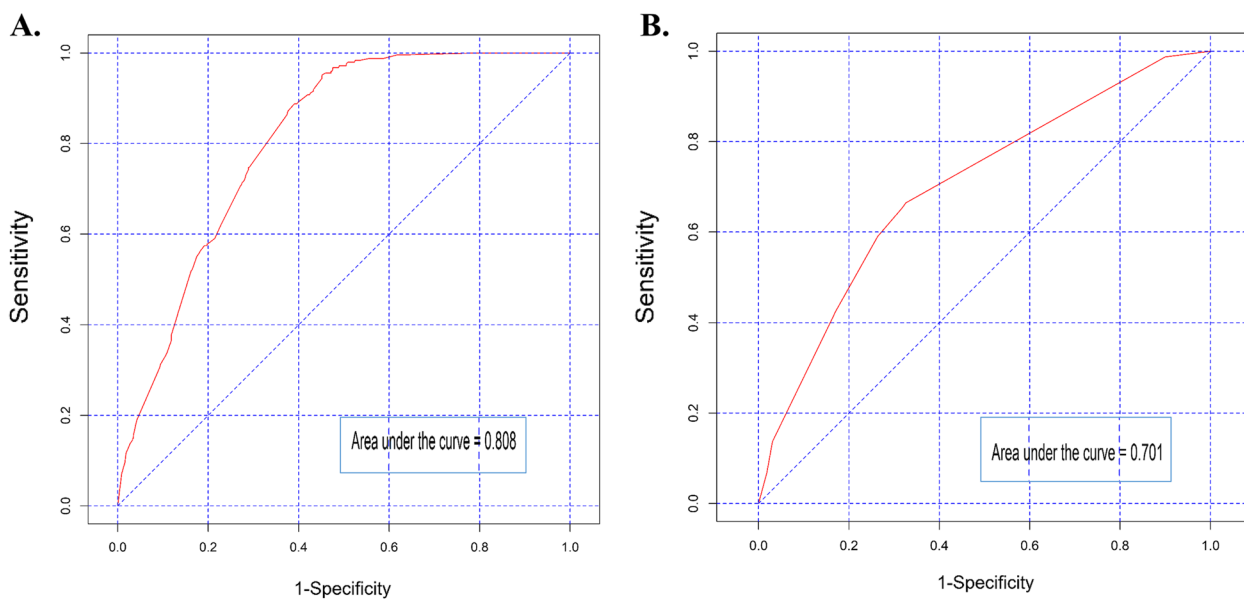 A.
1.0
0.8
0.6
0.4
0.2
0.0
Sensitivity
Area under the curve = 0.808
0.0 0.2 0.4 0.6 0.8 1.0
1-Specificity
B.
1.0
0.8
0.6
0.4
0.2
0.0
Sensitivity
Area under the curve = 0.701
0.0 0.2 0.4 0.6 0.8 1.0
1-Specificity